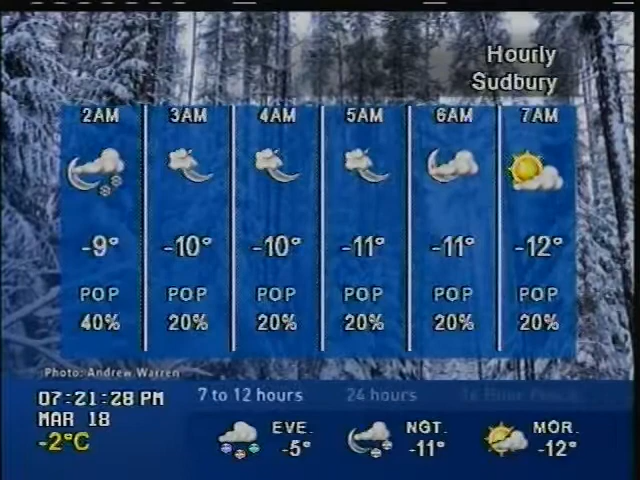 Hourly
Sudbury
2AM 3AM 4AM 5AM 6AM 7AM
-9° -10° -10° -11° -11° -12°
POP POP POP POP POP POP
40% 20% 20% 20% 20% 20%
Photo: Andrew Warren
07:21:28 PM 7 to 12 hours 24 hours
MAR 18
-2°C
EVE. NGT. MOR.
-5° -11° -12°